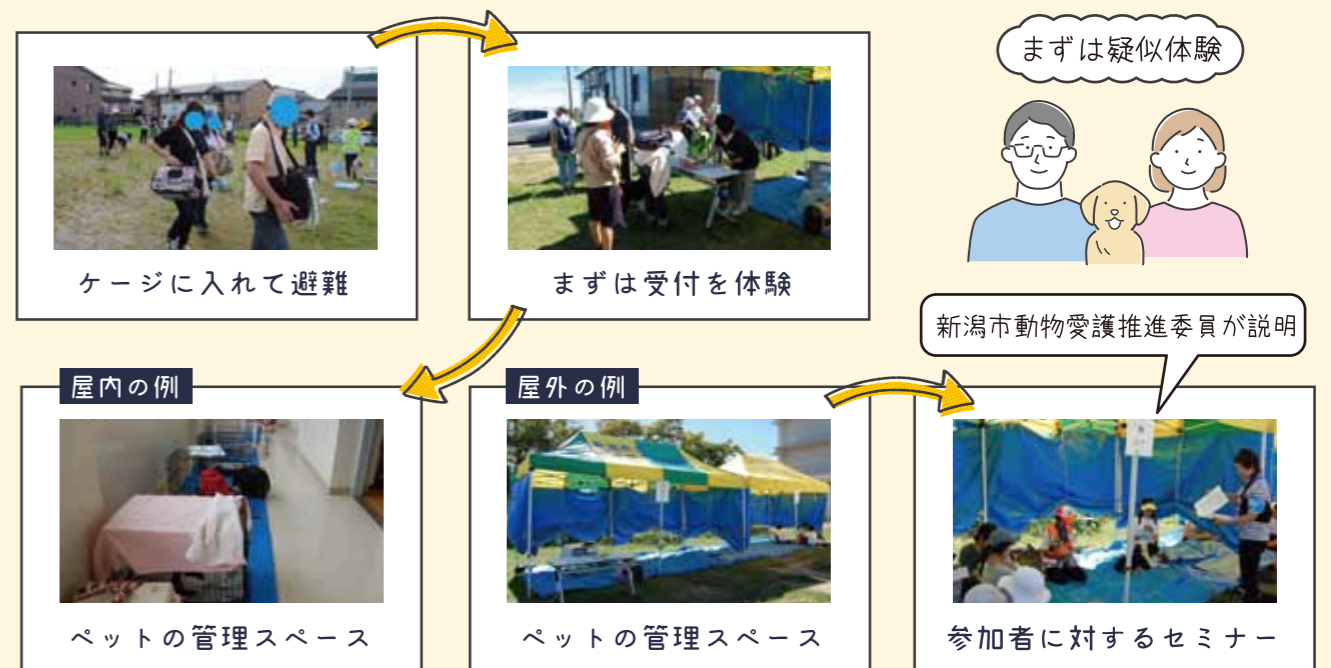 まずは疑似体験
ケージに入れて避難
まずは受付を体験
新潟市動物愛護推進委員が説明
屋内の例
ペットの管理スペース
屋外の例
ペットの管理スペース
参加者に対するセミナー